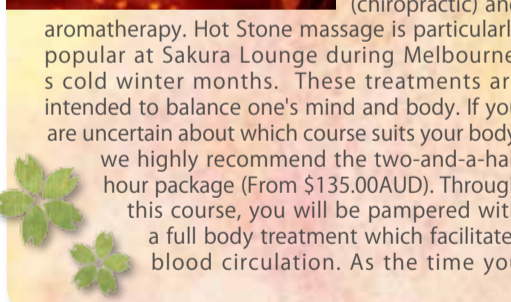 (chiropractic) and
aromatherapy. Hot Stone massage is particularl
popular at Sakura Lounge during Melbourne
s cold winter months. These treatments ar
intended to balance one's mind and body. If you
are uncertain about which course suits your body
we highly recommend the two-and-a-ha
hour package (From $135.00AUD). Throug
this course, you will be pampered wit
a full body treatment which facilitate
blood circulation. As the time you